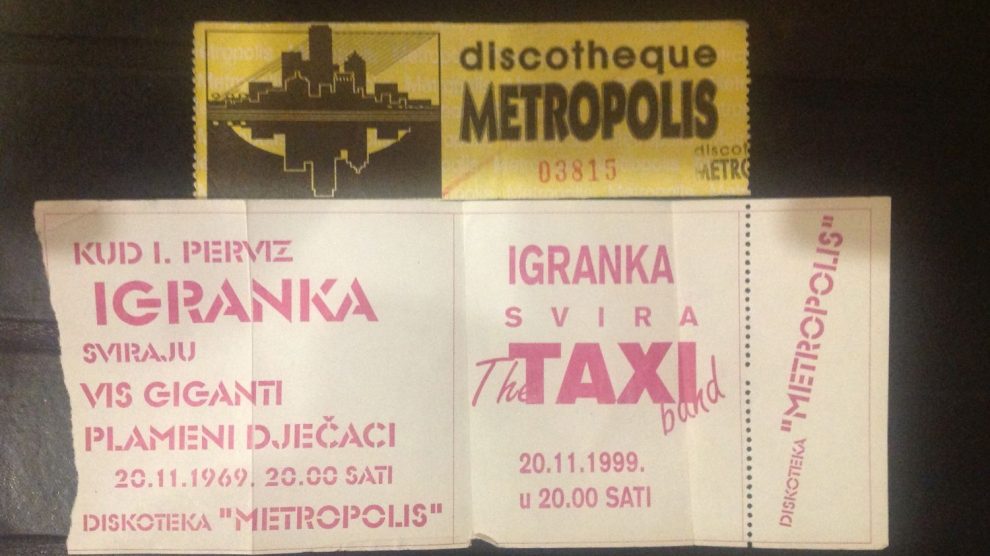 discotheque
METROPOLIS
03815
discot
METRO
KUD I. PERVIZ
IGRANKA
SVIRAJU
VIS GIGANTI
PLAMENI DJEČACI
20.11.1969. 20.00 SATI
DISKOTEKA "METROPOLIS"
IGRANKA
SVIRA
The TAXI band
20.11.1999.
u 20.00 SATI
DISKOTEKA "METROPOLIS"